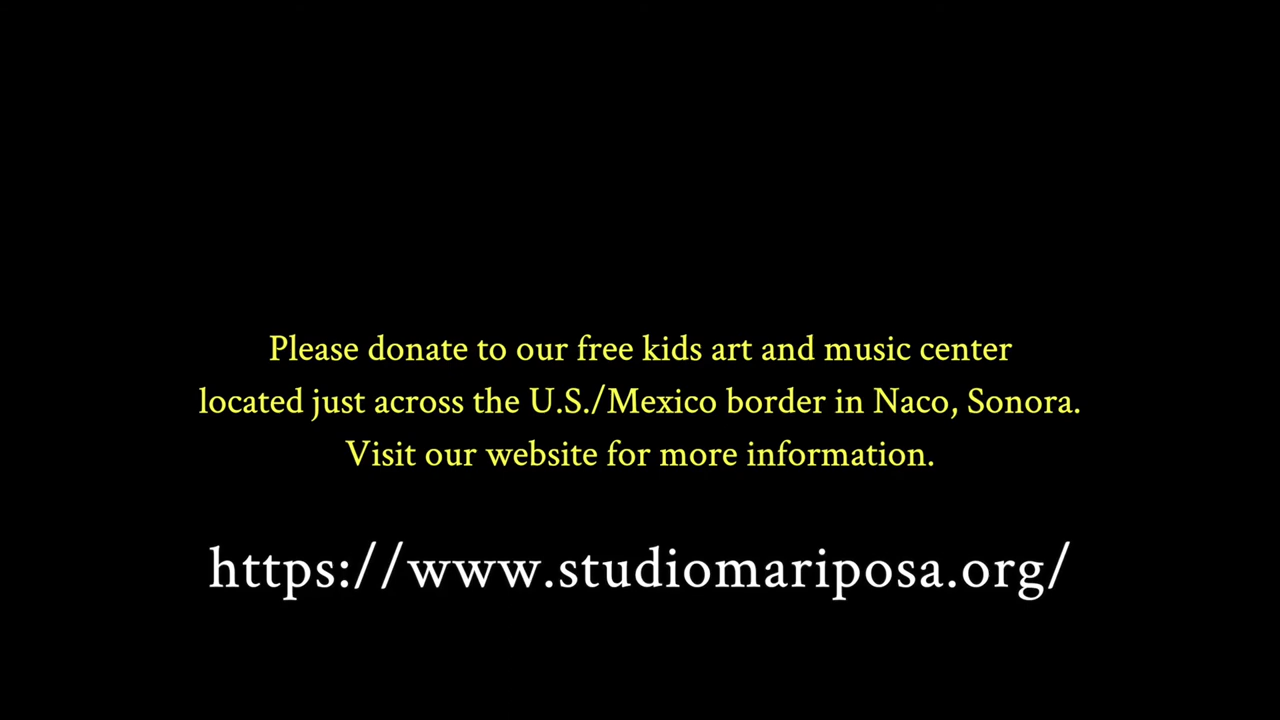 Please donate to our free kids art and music center
located just across the U.S./Mexico border in Naco, Sonora.
Visit our website for more information.
https://www.studiomariposa.org/